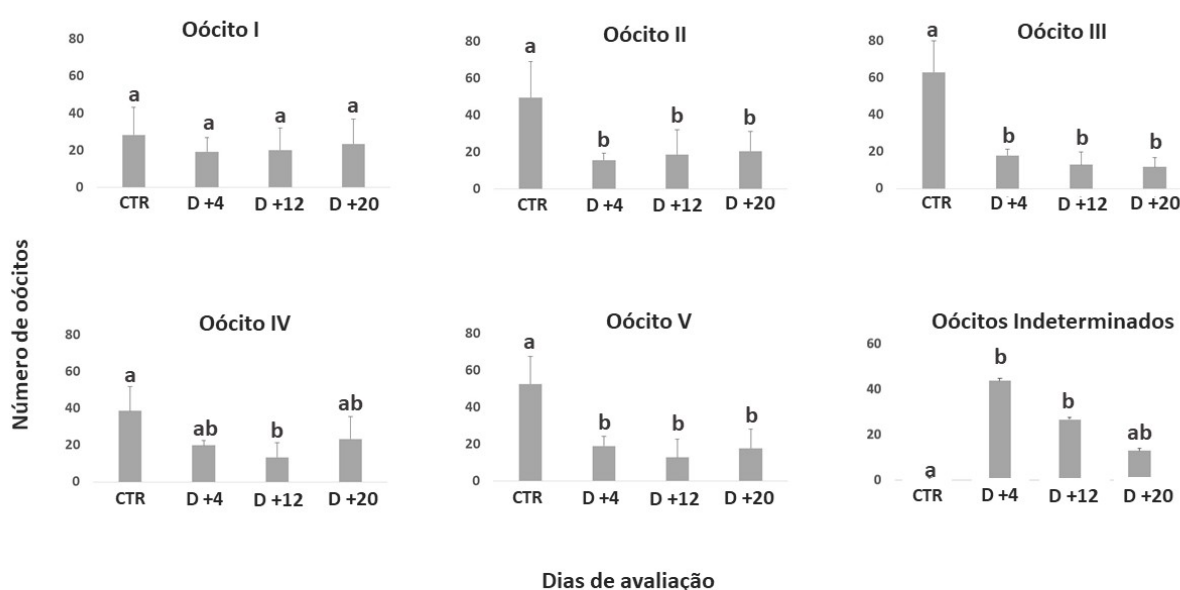 Número de oócitos
Oócito I
80
60
40
20
0
a
a
a
a
CTR
D +4
D +12
D +20
Oócito II
80
60
40
20
0
a
b
b
b
CTR
D +4
D +12
D +20
Oócito III
80
60
40
20
0
a
b
b
b
CTR
D +4
D +12
D +20
Oócito IV
80
60
40
20
0
a
ab
b
ab
CTR
D +4
D +12
D +20
Oócito V
80
60
40
20
0
a
b
b
b
CTR
D +4
D +12
D +20
Oócitos Indeterminados
60
40
20
0
a
b
b
ab
CTR
D +4
D +12
D +20
Dias de avaliação